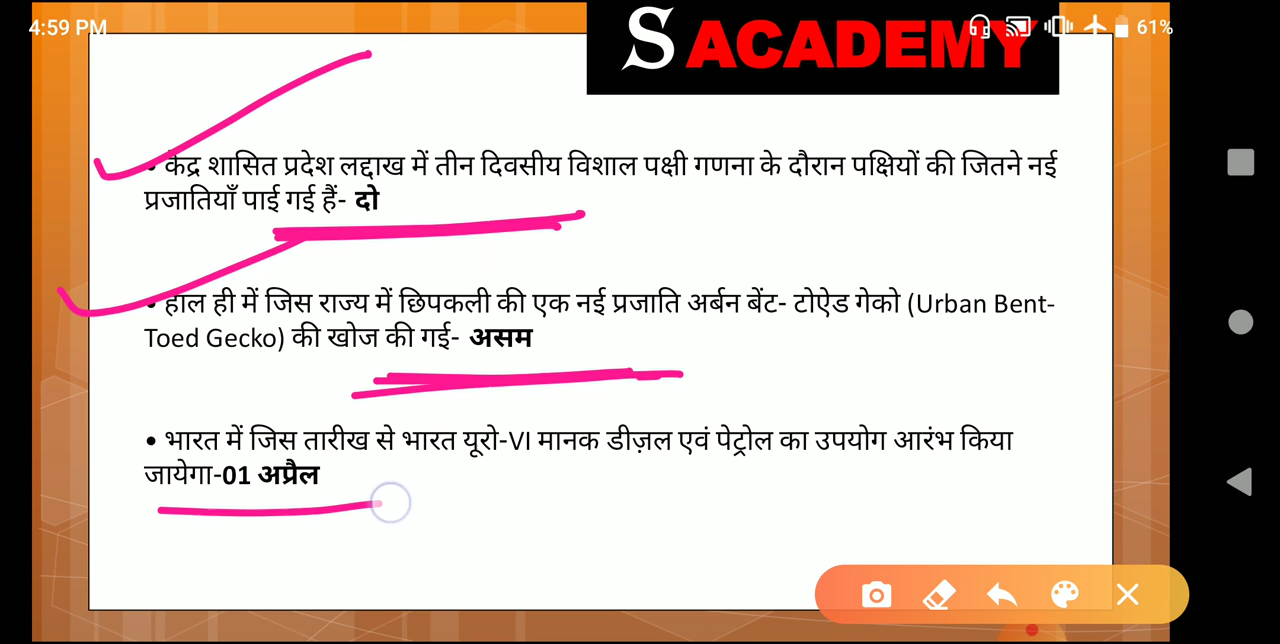 4:59 PM
S ACADEMY
61%
• केंद्र शासित प्रदेश लद्दाख में तीन दिवसीय विशाल पक्षी गणना के दौरान पक्षियों की जितने नई
प्रजातियाँ पाई गई हैं- दो
• हाल ही में जिस राज्य में छिपकली की एक नई प्रजाति अर्बन बेंट- टोऐड गेको (Urban Bent-
Toed Gecko) की खोज की गई- असम
• भारत में जिस तारीख से भारत यूरो-VI मानक डीज़ल एवं पेट्रोल का उपयोग आरंभ किया
जायेगा-01 अप्रैल